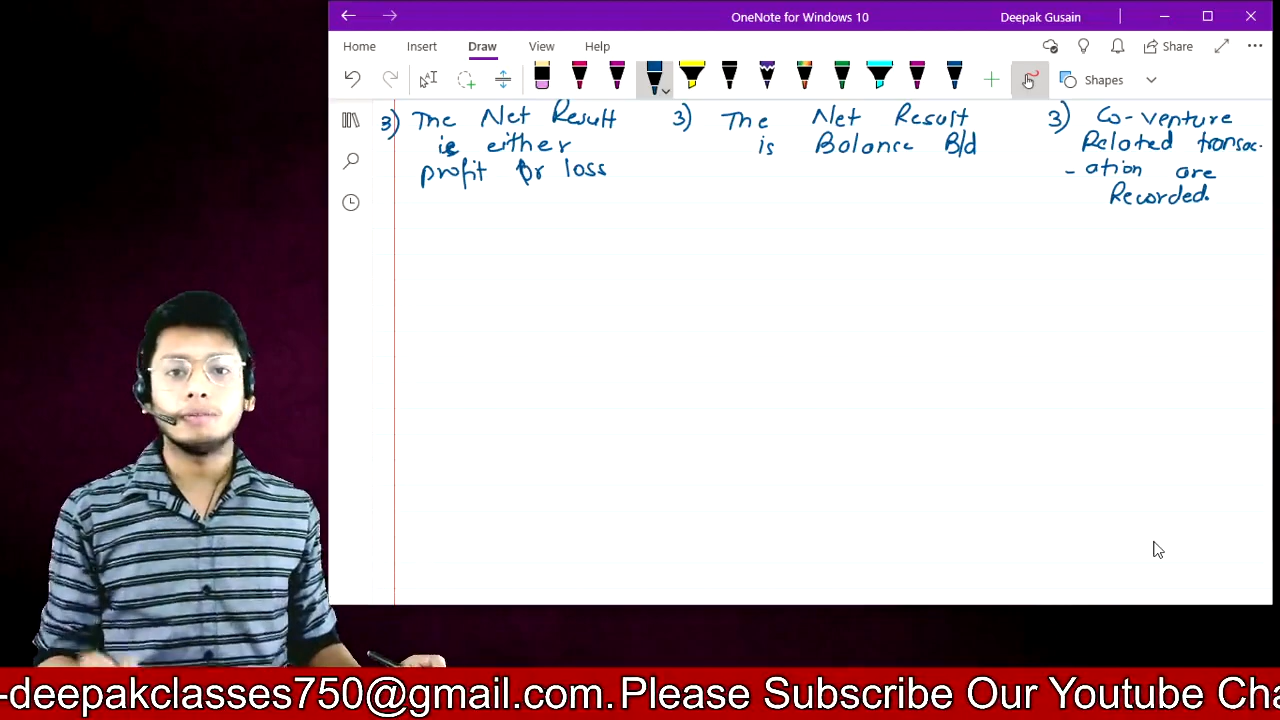 OneNote for Windows 10
Deepak Gusain
Home Insert Draw View Help
Share
Shapes
3) The Net Result
is either
profit Or loss
3) The Net Result
is Balance B/d
3) Co-venture
Related transac-
- ation are
Recorded.
-deepakclasses750@gmail.com. Please Subscribe Our Youtube Cha